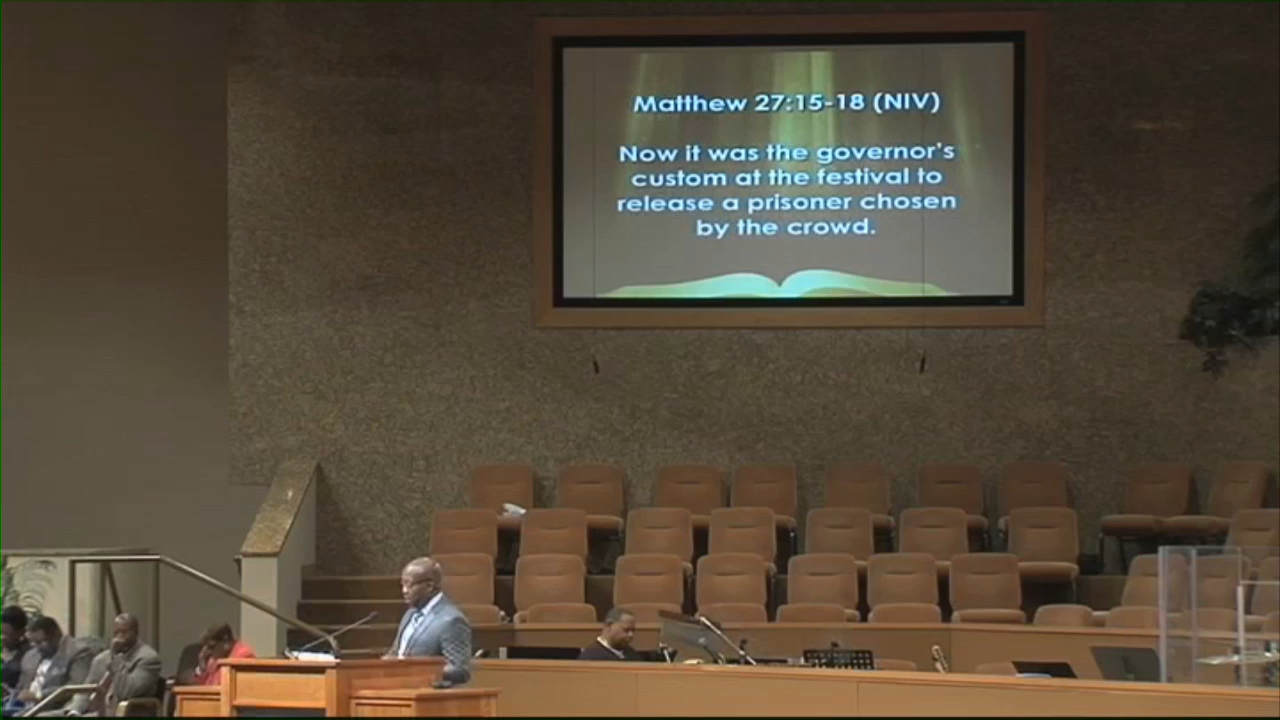 Matthew 27:15-18 (NIV)
Now it was the governor's
custom at the festival to
release a prisoner chosen
by the crowd.